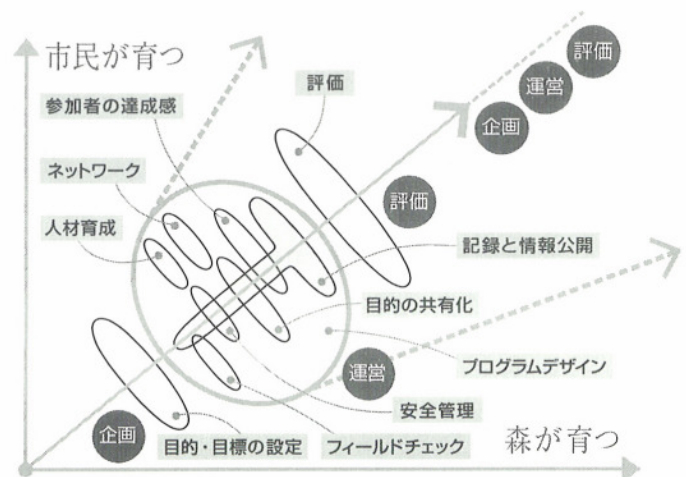 市民が育つ
評価
運営
企画
評価
参加者の達成感
ネットワーク
人材育成
評価
記録と情報公開
目的の共有化
プログラムデザイン
運営
安全管理
企画
目的・目標の設定
フィールドチェック
森が育つ